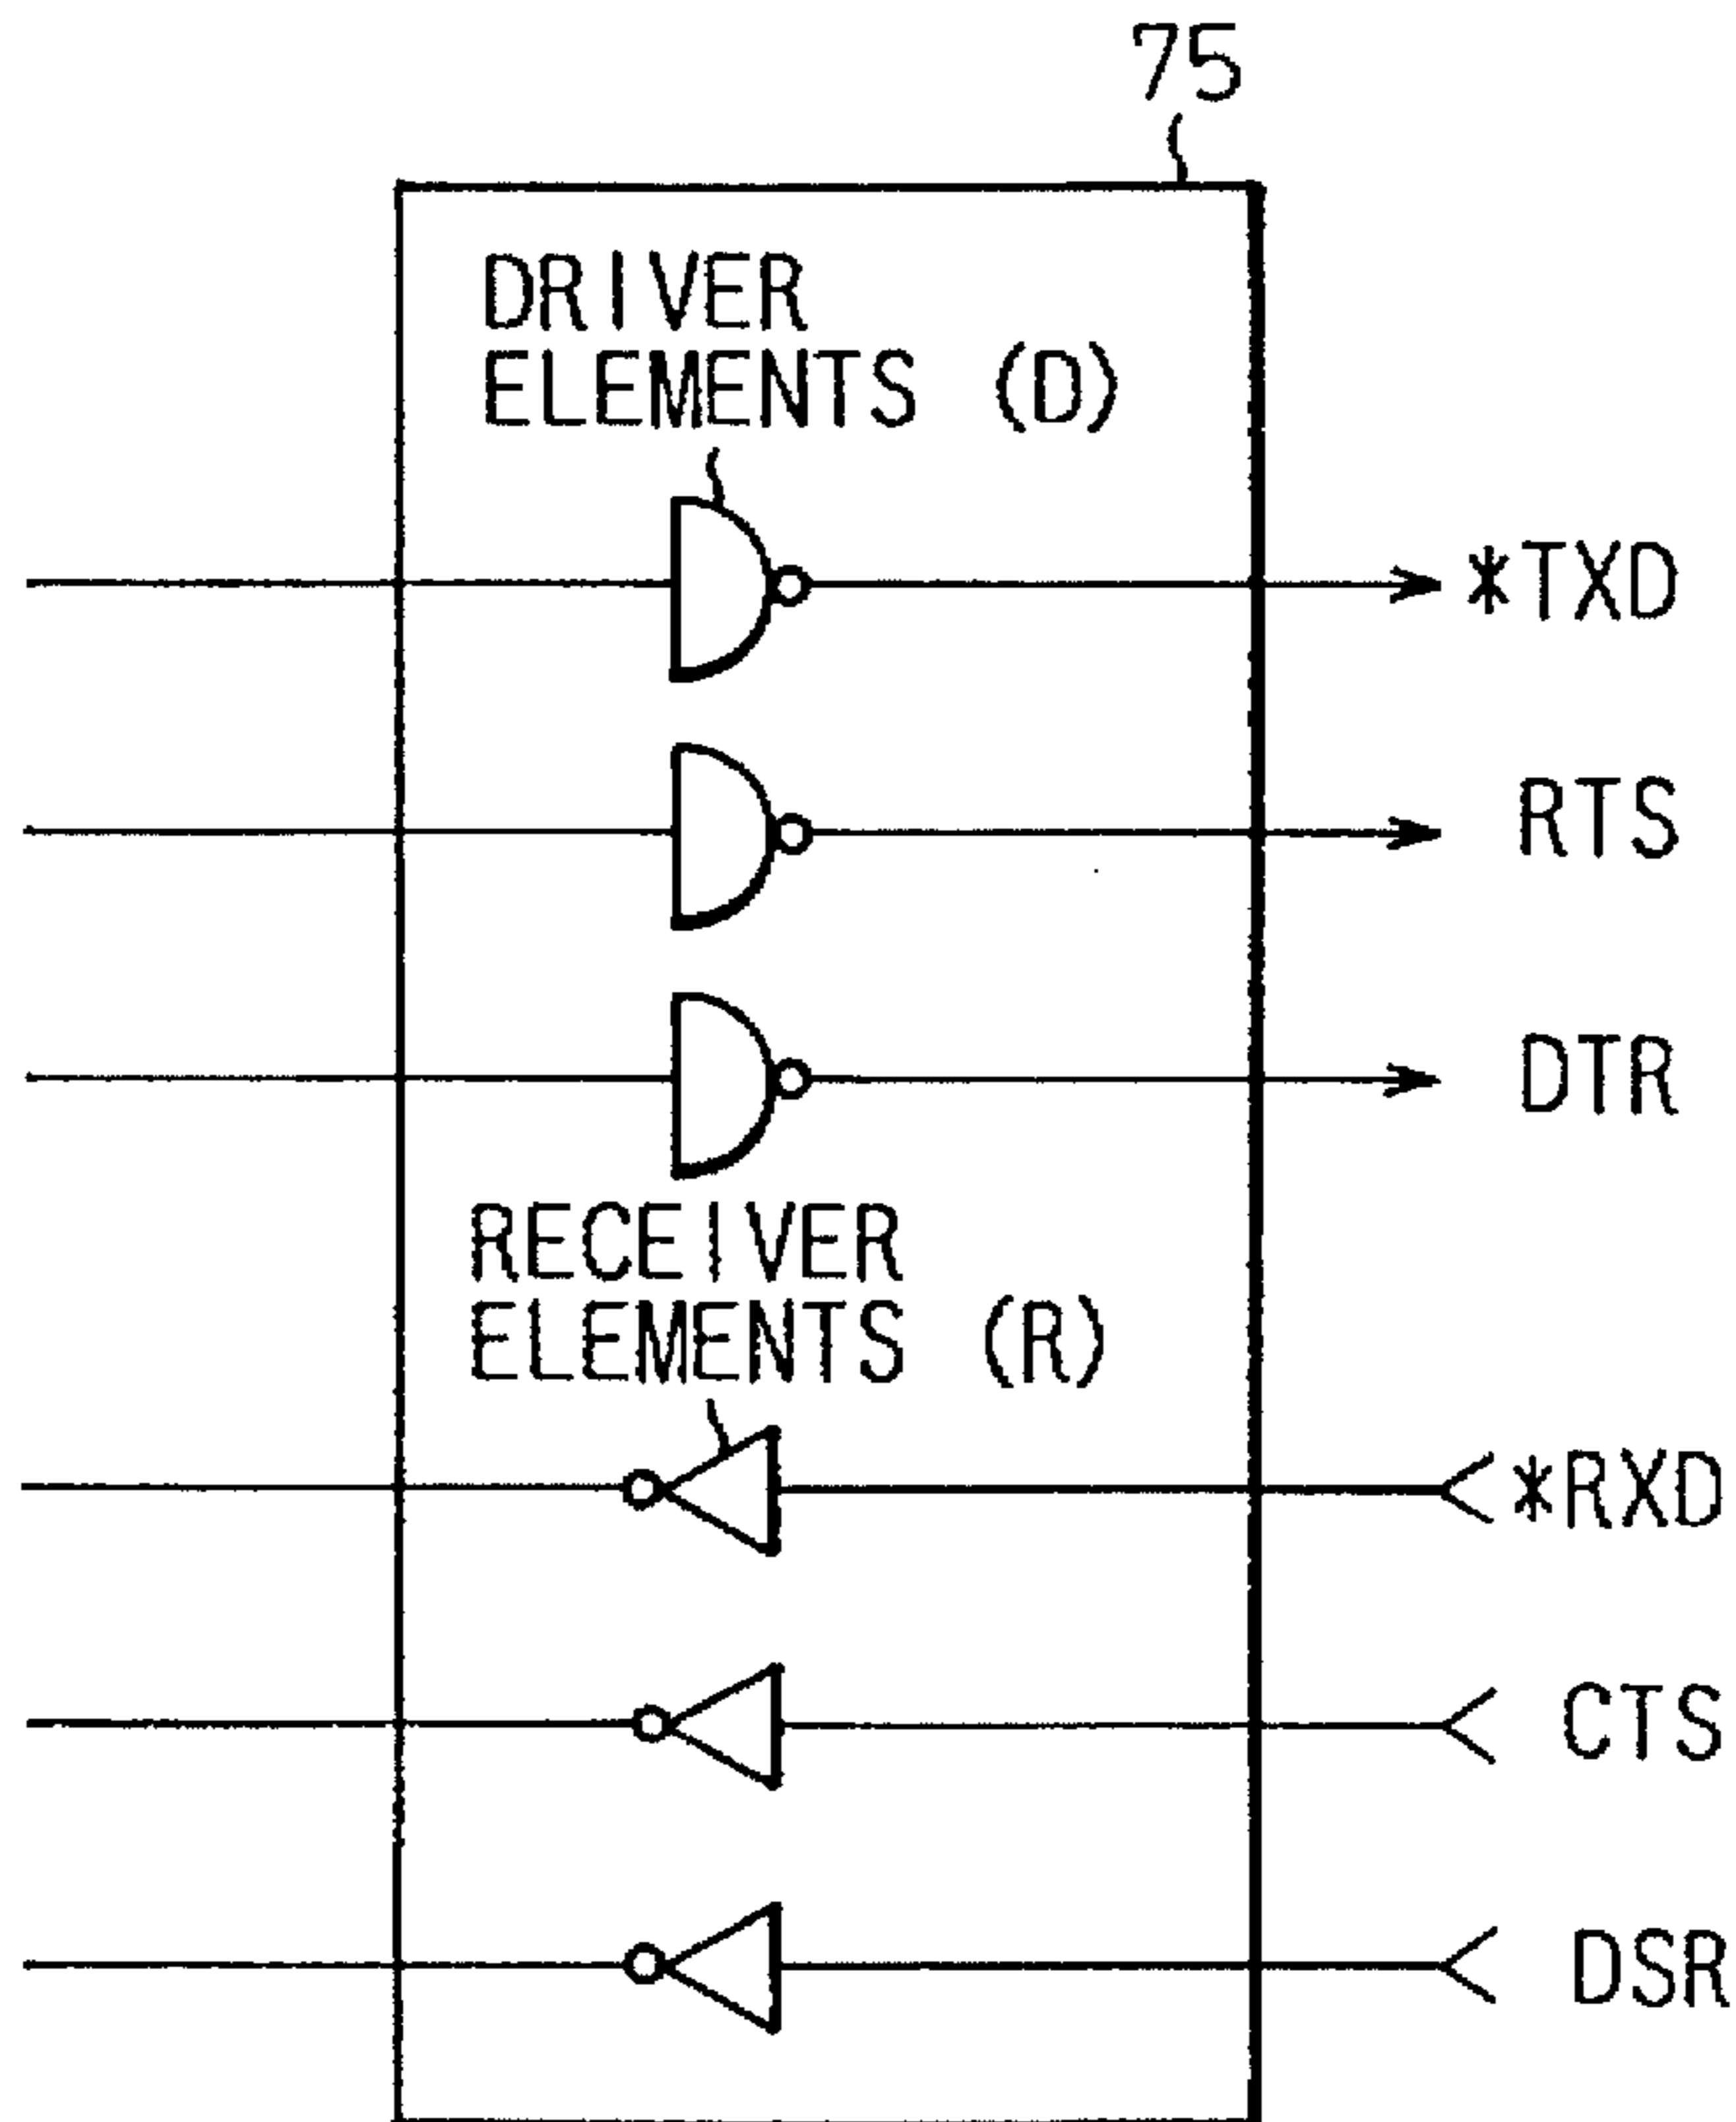 75
DRIVER
ELEMENTS (D)
*TXD
RTS
DTR
RECEIVER
ELEMENTS (R)
*RXD
CTS
DSR